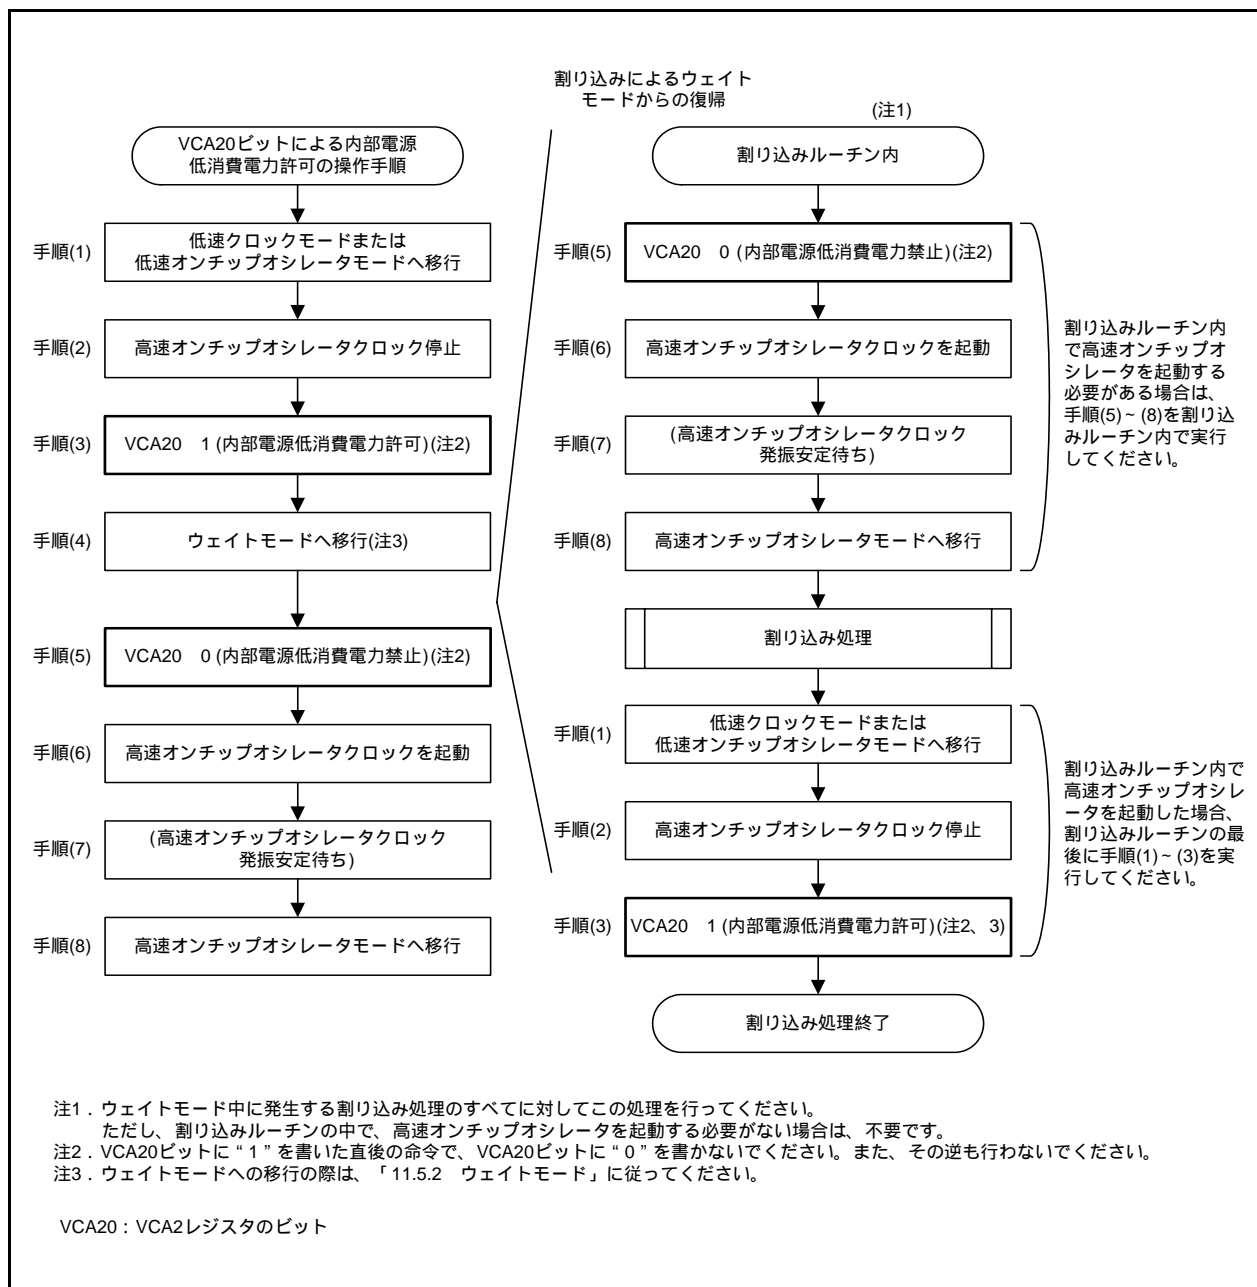 割り込みによるウェイト
モードからの復帰
VCA20ビットによる内部電源
低消費電力許可の操作手順
手順(1)
低速クロックモードまたは
低速オンチップオシレータモードへ移行
手順(2)
高速オンチップオシレータクロック停止
手順(3)
VCA20 1 (内部電源低消費電力許可)(注2)
手順(4)
ウェイトモードへ移行(注3)
手順(5)
VCA20 0 (内部電源低消費電力禁止)(注2)
手順(6)
高速オンチップオシレータクロックを起動
手順(7)
(高速オンチップオシレータクロック
発振安定待ち)
手順(8)
高速オンチップオシレータモードへ移行
(注1)
割り込みルーチン内
手順(5)
VCA20 0 (内部電源低消費電力禁止)(注2)
手順(6)
高速オンチップオシレータクロックを起動
手順(7)
(高速オンチップオシレータクロック
発振安定待ち)
手順(8)
高速オンチップオシレータモードへ移行
割り込みルーチン内
で高速オンチップオ
シレータを起動する
必要がある場合は、
手順(5)~(8)を割り込
みルーチン内で実行
してください。
割り込み処理
手順(1)
低速クロックモードまたは
低速オンチップオシレータモードへ移行
手順(2)
高速オンチップオシレータクロック停止
手順(3)
VCA20 1 (内部電源低消費電力許可)(注2、3)
割り込みルーチン内で
高速オンチップオシレ
ータを起動した場合、
割り込みルーチンの最
後に手順(1)~(3)を実
行してください。
割り込み処理終了
注1．ウェイトモード中に発生する割り込み処理のすべてに対してこの処理を行ってください。
ただし、割り込みルーチンの中で、高速オンチップオシレータを起動する必要がない場合は、不要です。
注2．VCA20ビットに“1”を書いた直後の命令で、VCA20ビットに“0”を書かないでください。また、その逆も行わないでください。
注3．ウェイトモードへの移行の際は、「11.5.2 ウェイトモード」に従ってください。
VCA20：VCA2レジスタのビット